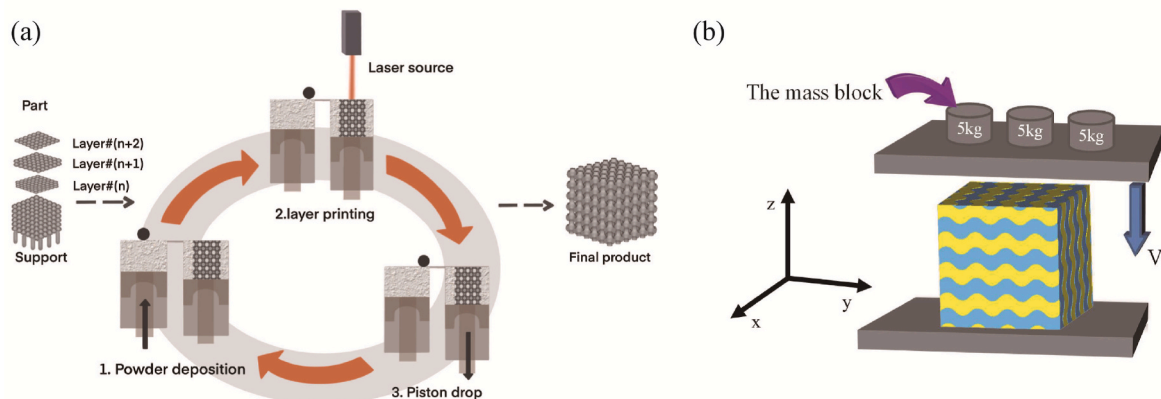 (a)
Laser source
Part
Layer#(n+2)
Layer#(n+1)
Layer#(n)
Support
2.layer printing
Final product
1. Powder deposition
3. Piston drop
(b)
The mass block
5kg
5kg
5kg
z
y
x
V